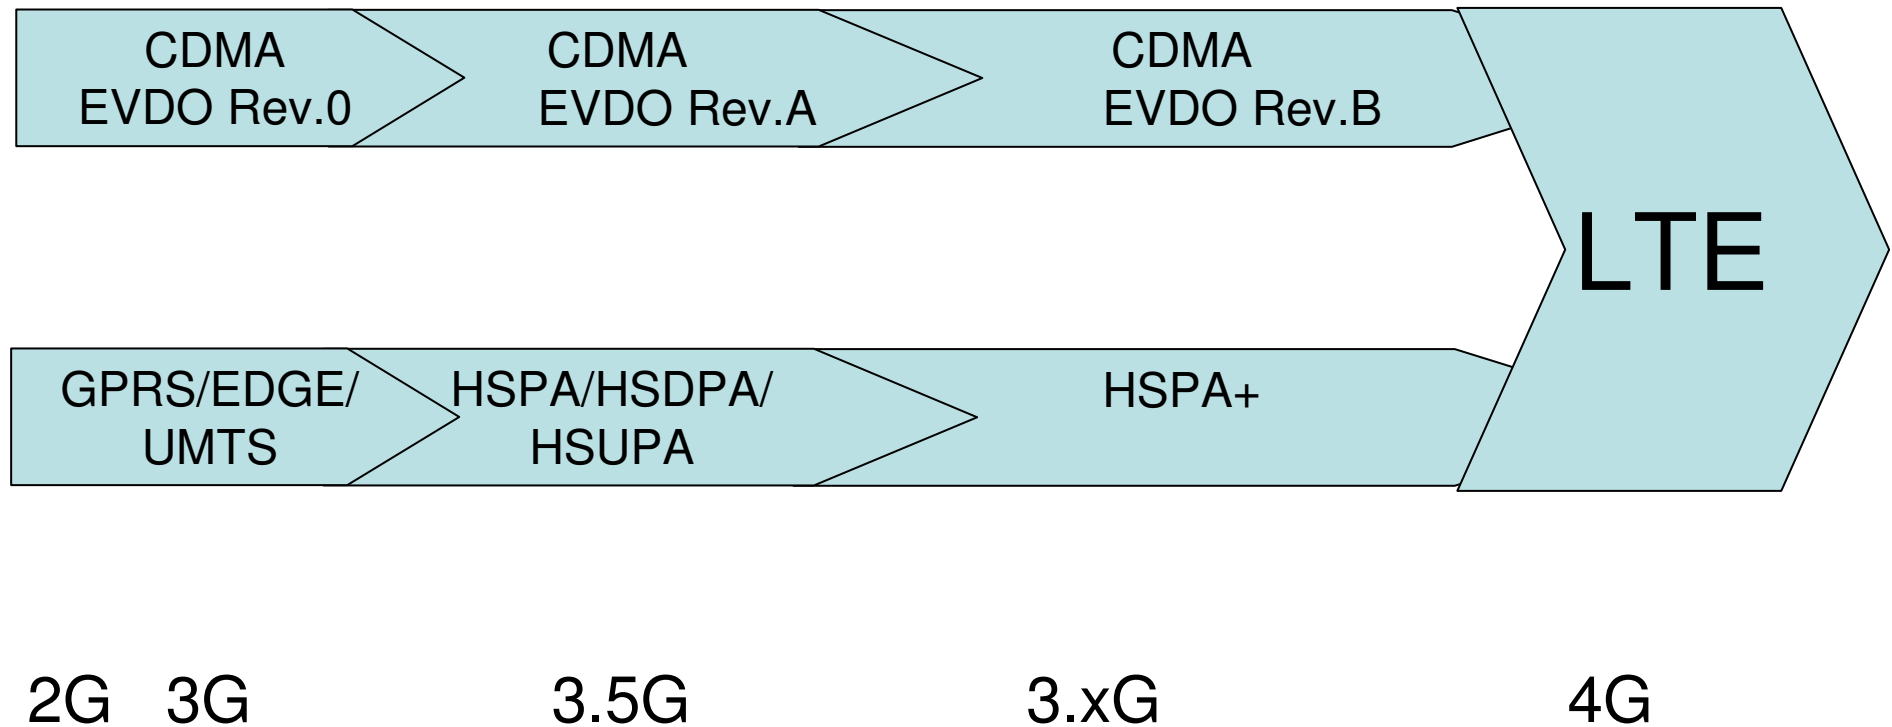 CDMA
EVDO Rev.0
CDMA
EVDO Rev.A
CDMA
EVDO Rev.B
LTE
GPRS/EDGE/
UMTS
HSPA/HSDPA/
HSUPA
HSPA+
2G 3G 3.5G 3.xG 4G